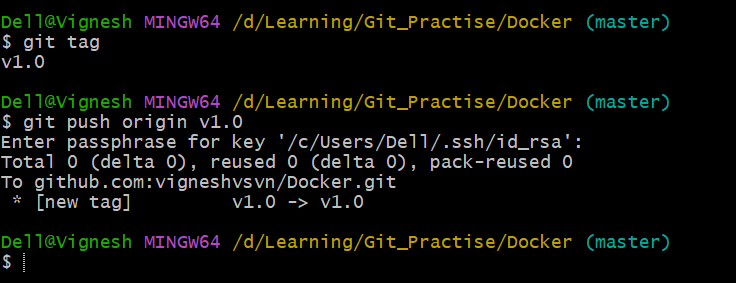 Dell@Vignesh MINGW64 /d/Learning/Git_Practise/Docker (master)
$ git tag
v1.0
Dell@Vignesh MINGW64 /d/Learning/Git_Practise/Docker (master)
$ git push origin v1.0
Enter passphrase for key '/c/Users/Dell/.ssh/id_rsa':
Total 0 (delta 0), reused 0 (delta 0), pack-reused 0
To github.com:vigneshvsvn/Docker.git
 * [new tag]         v1.0 -> v1.0
Dell@Vignesh MINGW64 /d/Learning/Git_Practise/Docker (master)
$